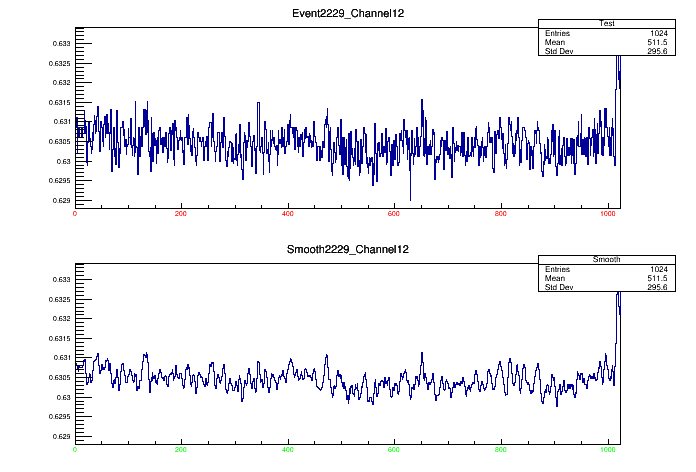 Event2229_Channel12
Test
Entries 1024
Mean 511.5
Std Dev 295.6
0.633
0.6325
0.632
0.6315
0.631
0.6305
0.63
0.6295
0.629
0 200 400 600 800 1000
Smooth2229_Channel12
Smooth
Entries 1024
Mean 511.5
Std Dev 295.6
0.633
0.6325
0.632
0.6315
0.631
0.6305
0.63
0.6295
0.629
0 200 400 600 800 1000